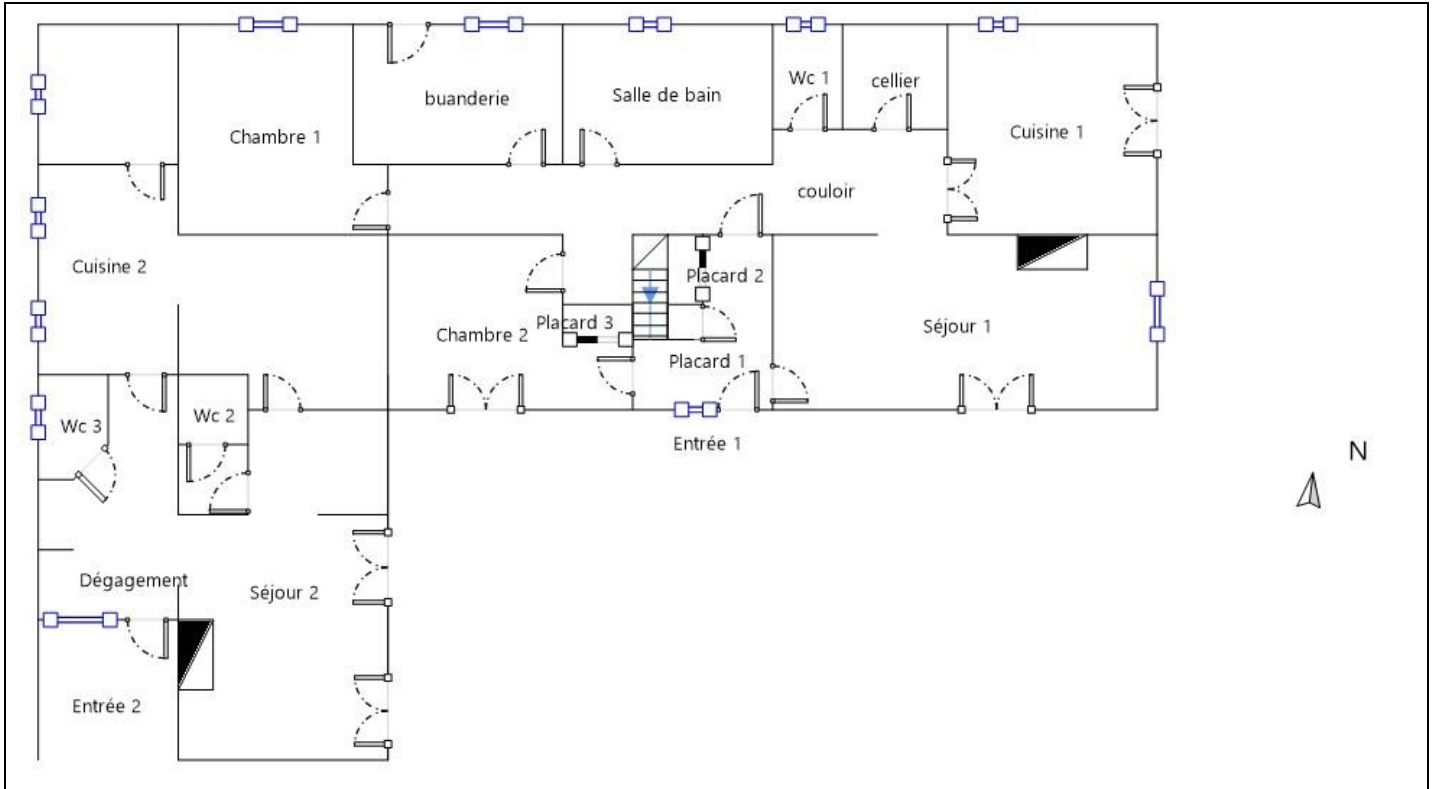 Wc 1
cellier
buanderie
Salle de bain
Chambre 1
Cuisine 1
couloir
Cuisine 2
Placard 2
Placard 3
Chambre 2
Séjour 1
Placard 1
Wc 2
Wc 3
Entrée 1
N
Dégagement
Séjour 2
Entrée 2